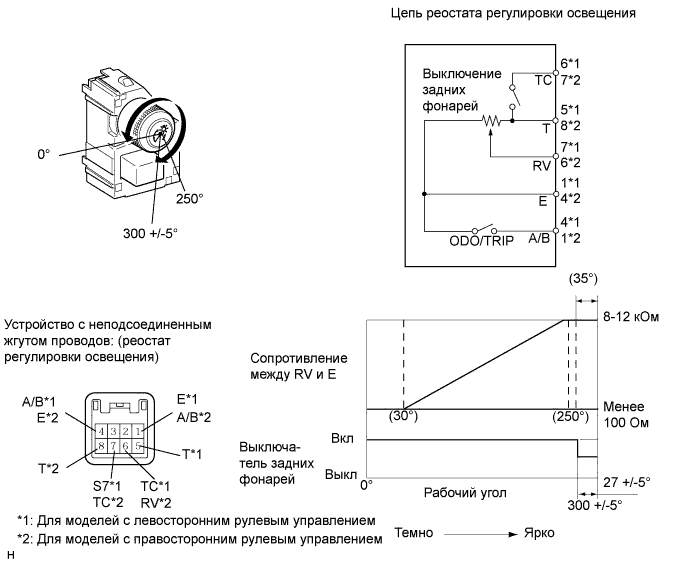 Цепь реостата регулировки освещения
Выключение
задних
фонарей
TC
6*1
7*2
T
5*1
8*2
RV
7*1
6*2
E
1*1
4*2
ODO/TRIP
A/B
4*1
1*2
0°
250°
300 +/-5°
Устройство с неподсоединенным
жгутом проводов: (реостат
регулировки освещения)
A/B*1
E*2
E*1
A/B*2
4 3 2 1
8 7 6 5
T*2
T*1
S7*1
TC*2
TC*1
RV*2
(35°)
8-12 кОм
Сопротивление
между RV и E
(30°)
(250°)
Менее
100 Ом
Выключа-
тель задних
фонарей
Вкл
Выкл
0°
Рабочий угол
27 +/-5°
300 +/-5°
Темно
Ярко
*1: Для моделей с левосторонним рулевым управлением
*2: Для моделей с правосторонним рулевым управлением
H